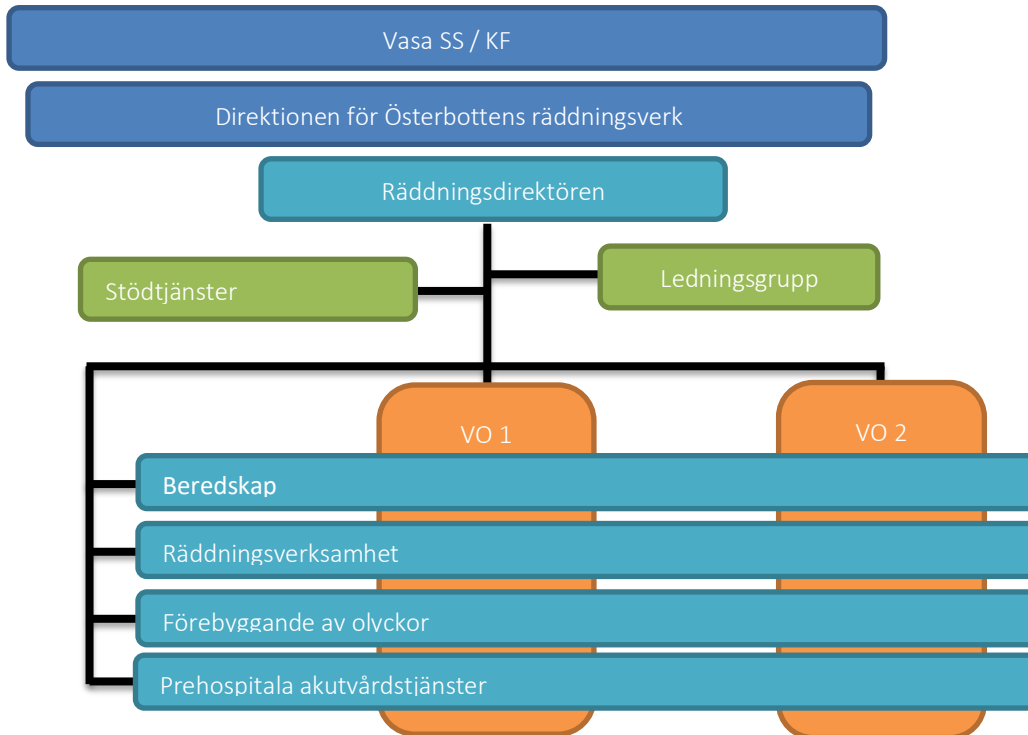 Vasa SS / KF
Direktionen för Österbottens räddningsverk
Räddningsdirektören
Stödtjänster
Ledningsgrupp
VO 1
VO 2
Beredskap
Räddningsverksamhet
Förebyggande av olyckor
Prehospitala akutvårdstjänster